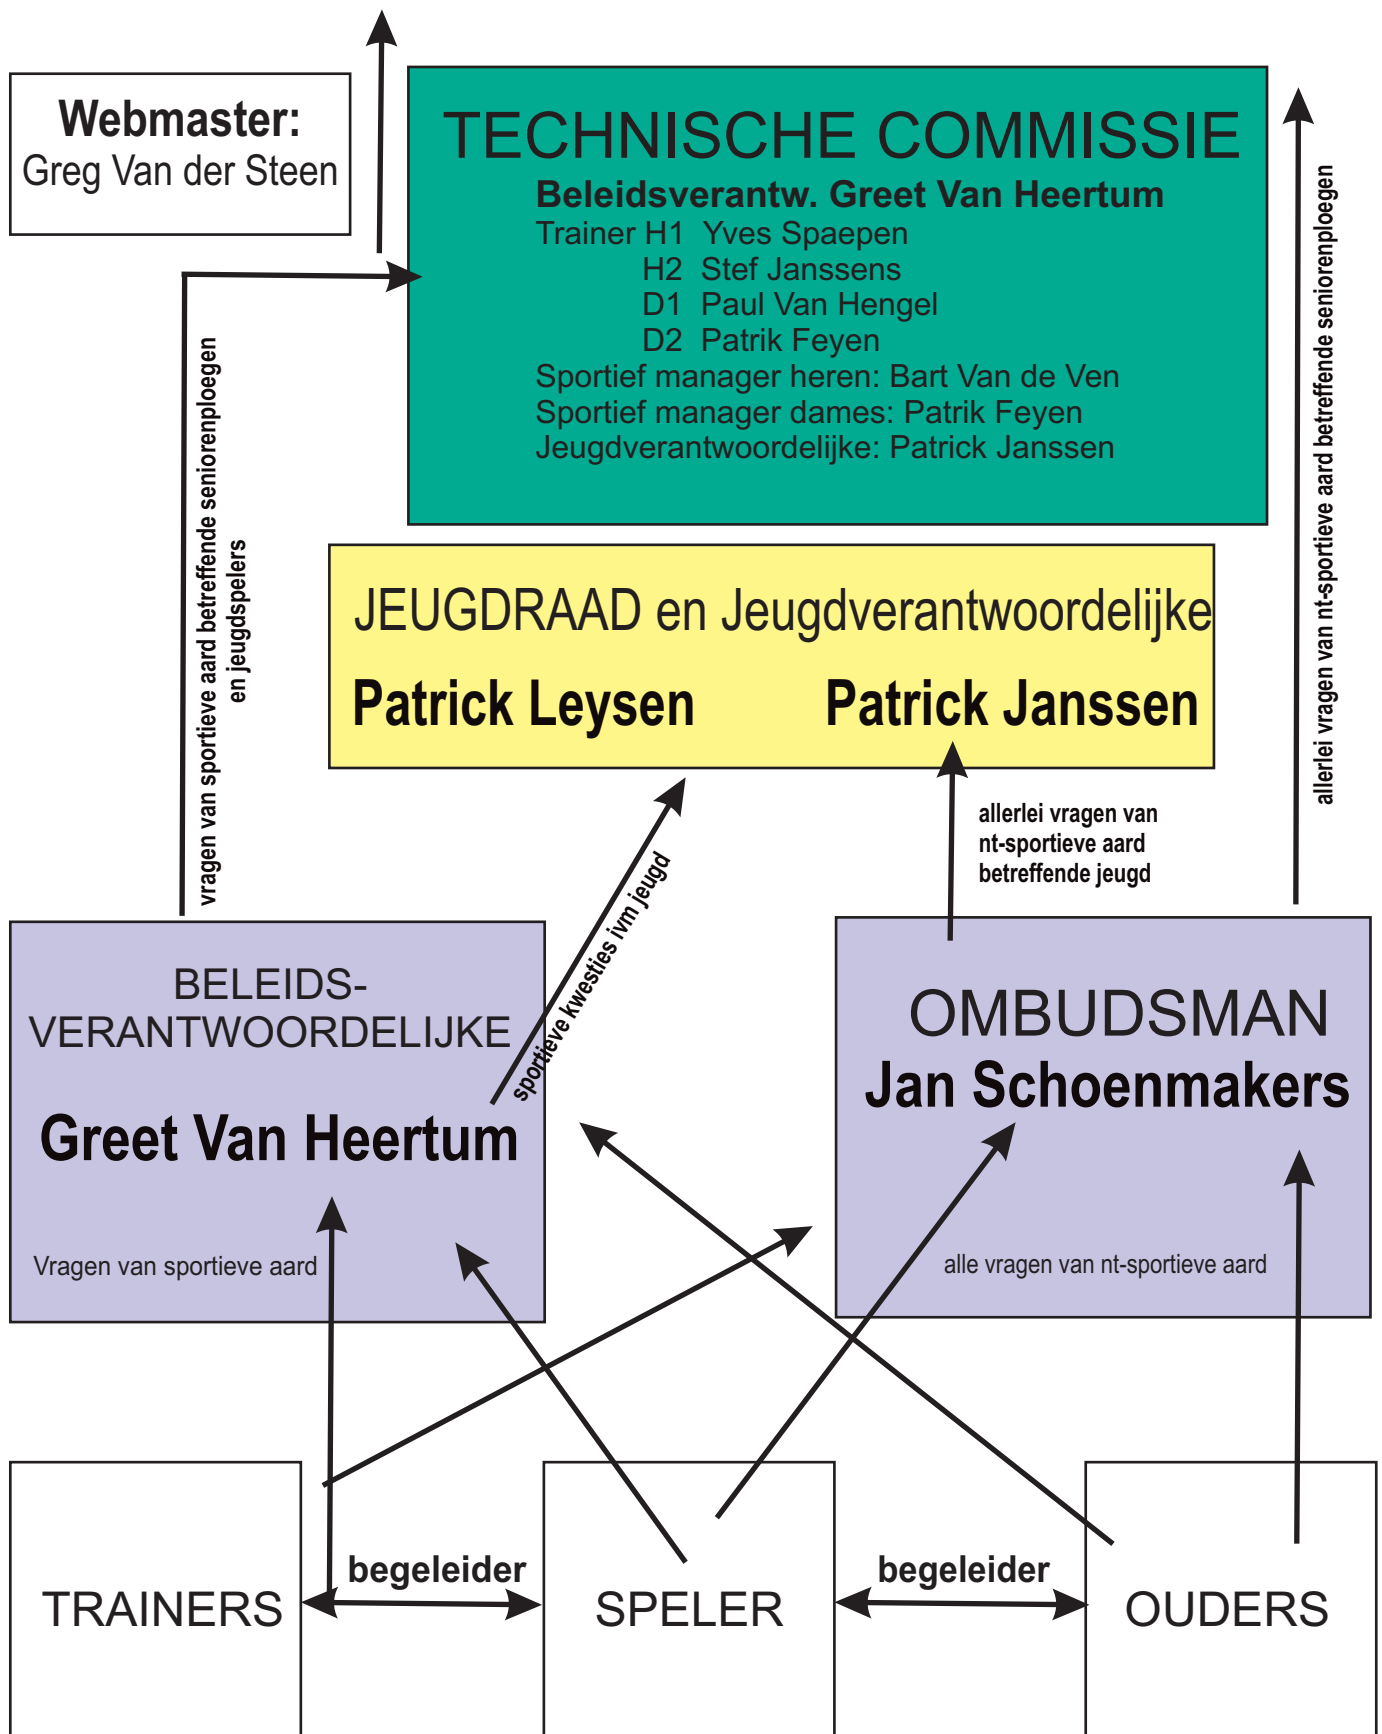 Webmaster:
Greg Van der Steen
TECHNISCHE COMMISSIE
Beleidsverantw. Greet Van Heertum
Trainer H1 Yves Spaepen
H2 Stef Janssens
D1 Paul Van Hengel
D2 Patrik Feyen
Sportief manager heren: Bart Van de Ven
Sportief manager dames: Patrik Feyen
Jeugdverantwoordelijke: Patrick Janssen
vragen van sportieve aard betreffende seniorenploegen
en jeugdspelers
allerlei vragen van nt-sportieve aard betreffende seniorenploegen
JEUGDRAAD en Jeugdverantwoordelijke
Patrick Leysen Patrick Janssen
sportieve kwesties ivm jeugd
allerlei vragen van
nt-sportieve aard
betreffende jeugd
BELEIDS-
VERANTWOORDELIJKE
Greet Van Heertum
Vragen van sportieve aard
OMBUDSMAN
Jan Schoenmakers
alle vragen van nt-sportieve aard
TRAINERS
begeleider
SPELER
begeleider
OUDERS